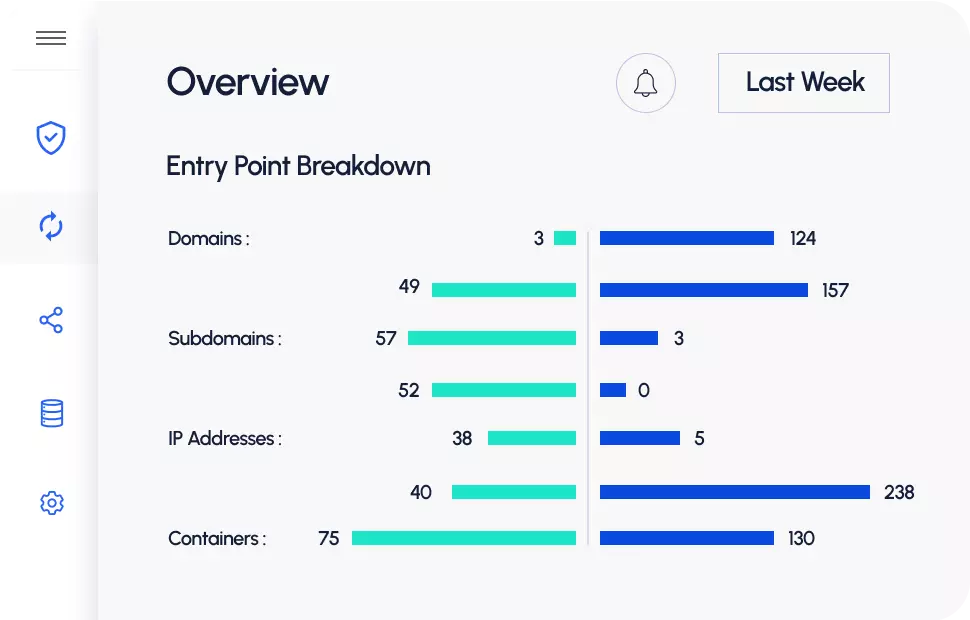 Overview
Last Week
Entry Point Breakdown
Domains : 3 124
49 157
Subdomains : 57 3
52 0
IP Addresses : 38 5
40 238
Containers : 75 130